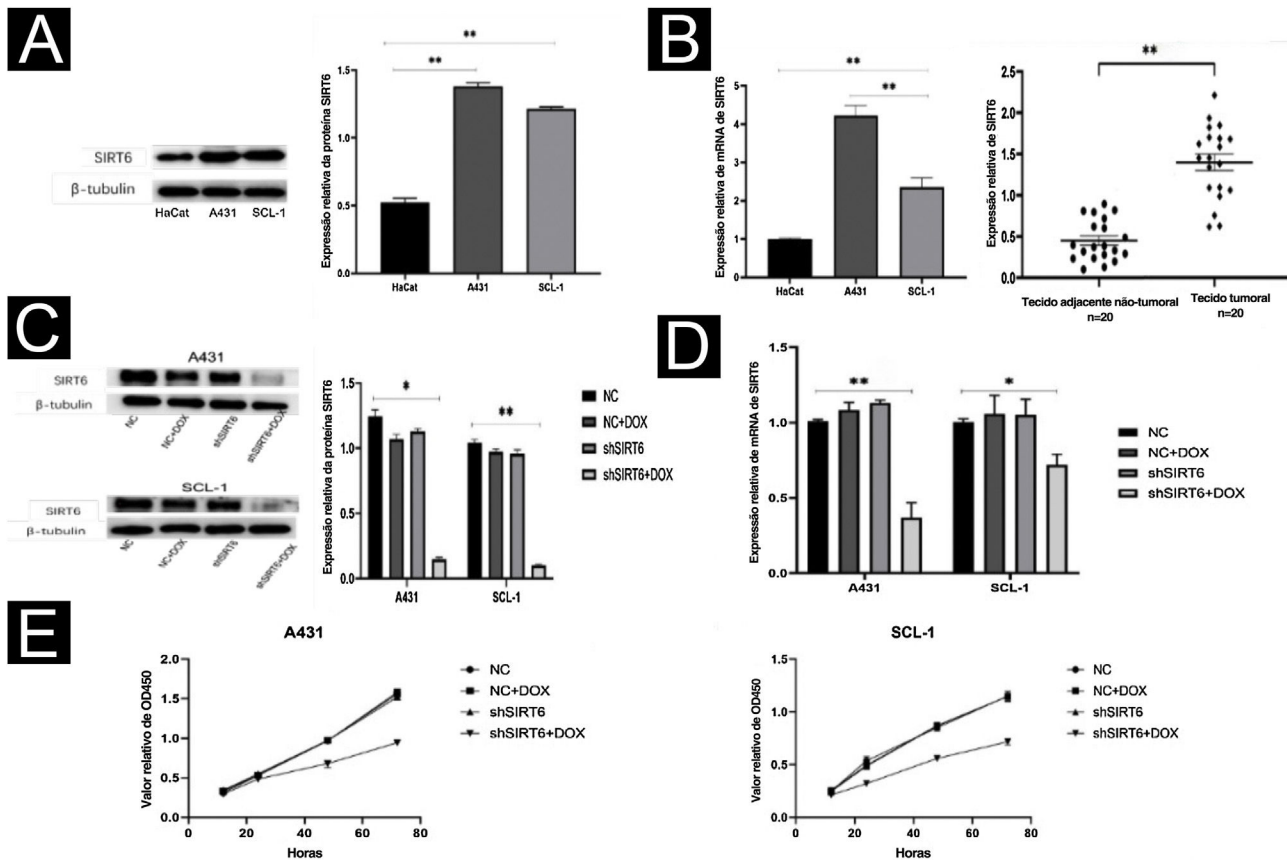 A
SIRT6
β-tubulin
HaCat A431 SCL-1
Expressão relativa da proteína SIRT6
1.5
1.0
0.5
0.0
**
**
HaCat A431 SCL-1
B
Expressão relativa de mRNA de SIRT6
5
4
3
2
1
0
**
**
HaCat A431 SCL-1
Expressão relativa de SIRT6
2.5
2.0
1.5
1.0
0.5
0.0
**
Tecido adjacente não-tumoral
n=20
Tecido tumoral
n=20
C
A431
SIRT6
β-tubulin
NC NC+DOX shSIRT6 shSIRT6+DOX
SCL-1
SIRT6
β-tubulin
NC NC+DOX shSIRT6 shSIRT6+DOX
Expressão relativa da proteína SIRT6
1.5
1.0
1.0
0.0
*
**
A431 SCL-1
NC
NC+DOX
shSIRT6
shSIRT6+DOX
D
Expressão relativa de mRNA de SIRT6
1.5
1.0
0.5
0.0
**
*
A431 SCL-1
NC
NC+DOX
shSIRT6
shSIRT6+DOX
E
A431
Valor relativo de OD450
2.0
1.5
1.0
0.5
0.0
0 20 40 60 80
Horas
NC
NC+DOX
shSIRT6
shSIRT6+DOX
SCL-1
Valor relativo de OD450
1.5
1.0
0.5
0.0
0 20 40 60 80
Horas
NC
NC+DOX
shSIRT6
shSIRT6+DOX